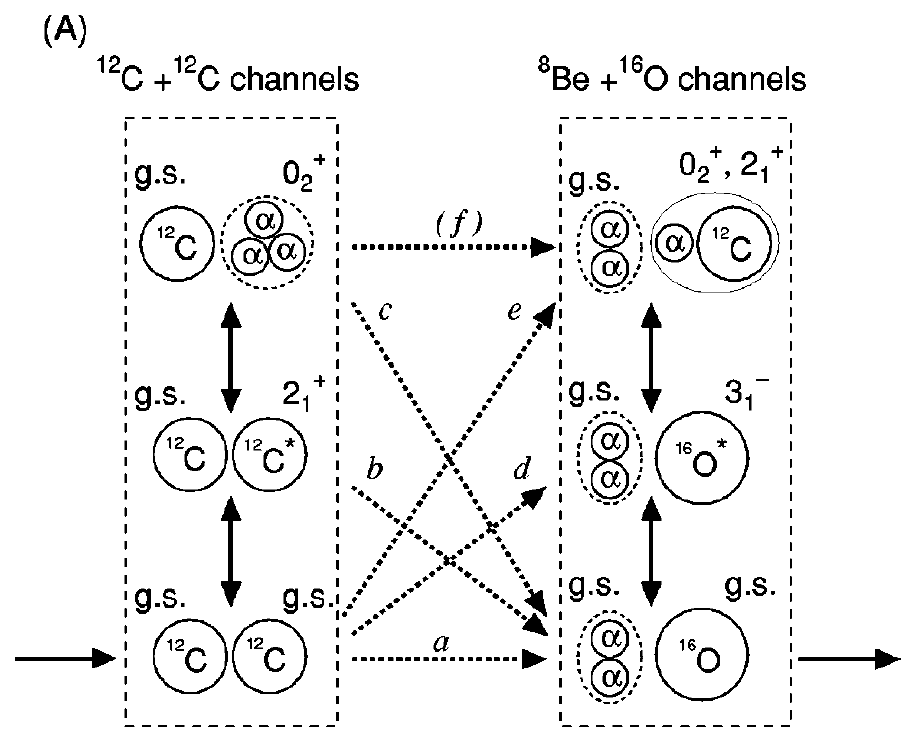 (A)
¹²C + ¹²C channels ⁸Be + ¹⁶O channels
g.s. 0₂⁺ g.s. 0₂⁺, 2₁⁺
¹²C α α α (f) α α α ¹²C
c e
g.s. 2₁⁺ g.s. 3₁⁻
¹²C ¹²C* b d α α ¹⁶O*
g.s. g.s. g.s. g.s.
¹²C ¹²C a α α ¹⁶O